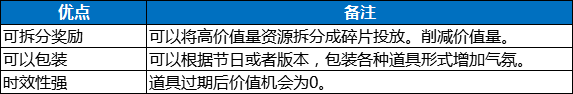 优点 备注
可拆分奖励 可以将高价值量资源拆分成碎片投放。削减价值量。
可以包装 可以根据节日或者版本，包装各种道具形式增加气氛。
时效性强 道具过期后价值机会为0。